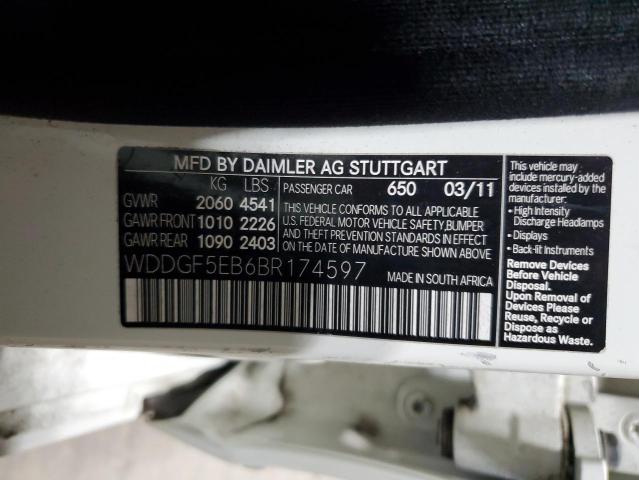 MFD BY DAIMLER AG STUTTGART
KG LBS
GVWR 2060 4541
GAWR FRONT 1010 2226
GAWR REAR 1090 2403
PASSENGER CAR 650 03/11
THIS VEHICLE CONFORMS TO ALL APPLICABLE
U.S. FEDERAL MOTOR VEHICLE SAFETY, BUMPER
AND THEFT PREVENTION STANDARDS IN EFFECT
ON THE DATE OF MANUFACTURE SHOWN ABOVE
WDDGF5EB6BR174597
MADE IN SOUTH AFRICA
This vehicle may
include mercury-added
devices if installed:
• High Intensity
Discharge Headlamps
• Displays
• Back-lit Instruments
Remove Devices
Before Vehicle
Disposal.
Upon Removal of
Devices Please
Reuse, Recycle or
Dispose as
Hazardous Waste.